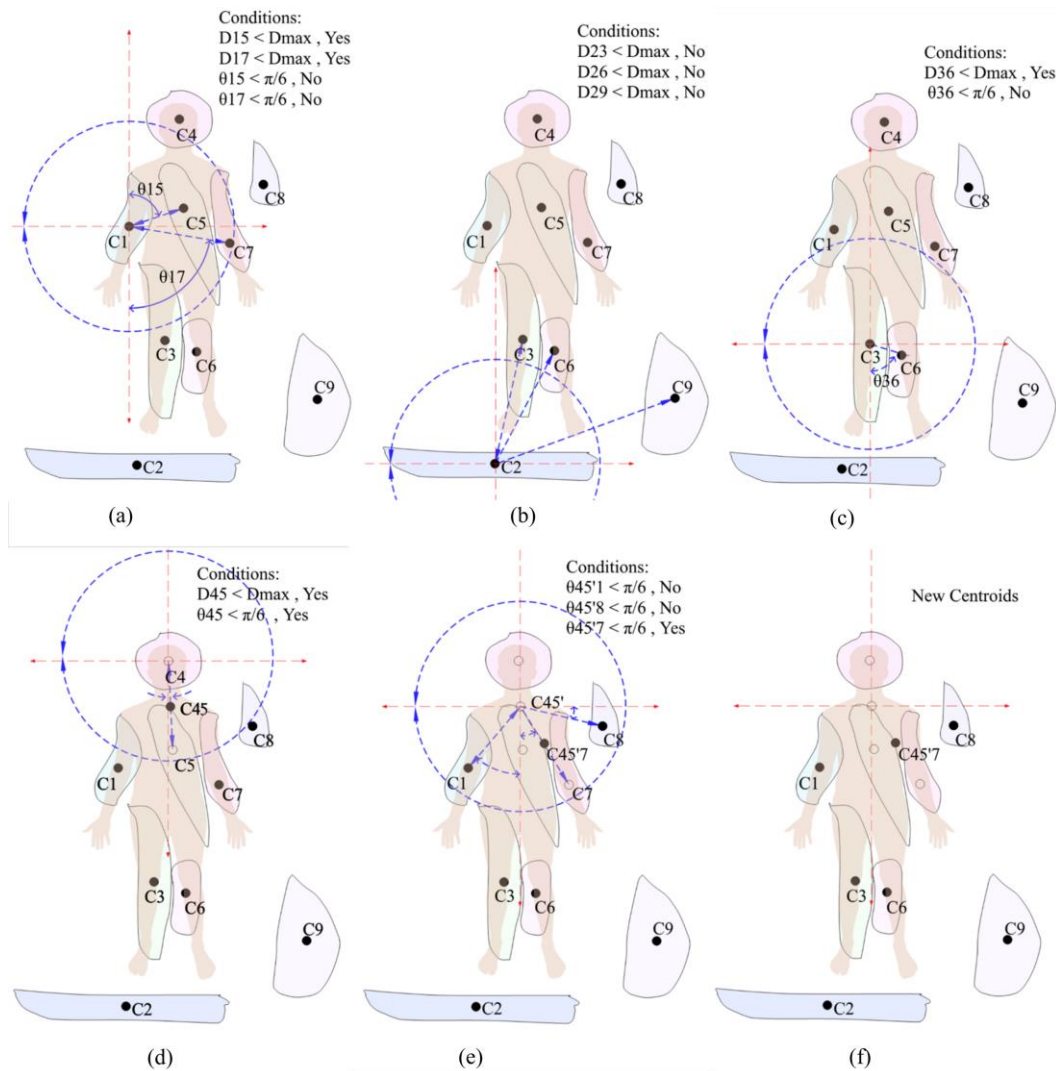 Conditions:
D15 < Dmax , Yes
D17 < Dmax , Yes
θ15 < π/6 , No
θ17 < π/6 , No
C4
C8
θ15
C5
C1
C7
θ17
C3
C6
C9
C2
(a)
Conditions:
D23 < Dmax , No
D26 < Dmax , No
D29 < Dmax , No
C4
C8
C5
C1
C7
C3
C6
C9
C2
(b)
Conditions:
D36 < Dmax , Yes
θ36 < π/6 , No
C4
C8
C5
C1
C7
C3
C6
θ36
C9
C2
(c)
Conditions:
D45 < Dmax , Yes
θ45 < π/6 , Yes
C4
C45
C8
C5
C1
C7
C3
C6
C9
C2
(d)
Conditions:
θ45'1 < π/6 , No
θ45'8 < π/6 , No
θ45'7 < π/6 , Yes
C45'
C8
C45'7
C1
C7
C3
C6
C9
C2
(e)
New Centroids
C8
C45'7
C1
C3
C6
C9
C2
(f)